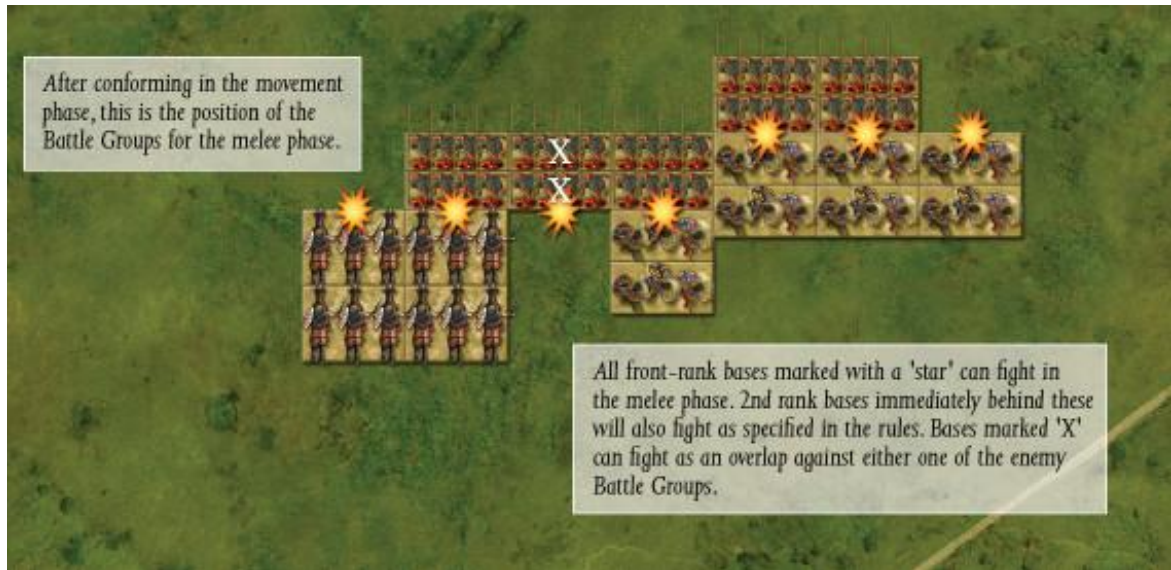 After conforming in the movement
phase, this is the position of the
Battle Groups for the melee phase.
X
X
All front-rank bases marked with a 'star' can fight in
the melee phase. 2nd rank bases immediately behind these
will also fight as specified in the rules. Bases marked 'X'
can fight as an overlap against either one of the enemy
Battle Groups.